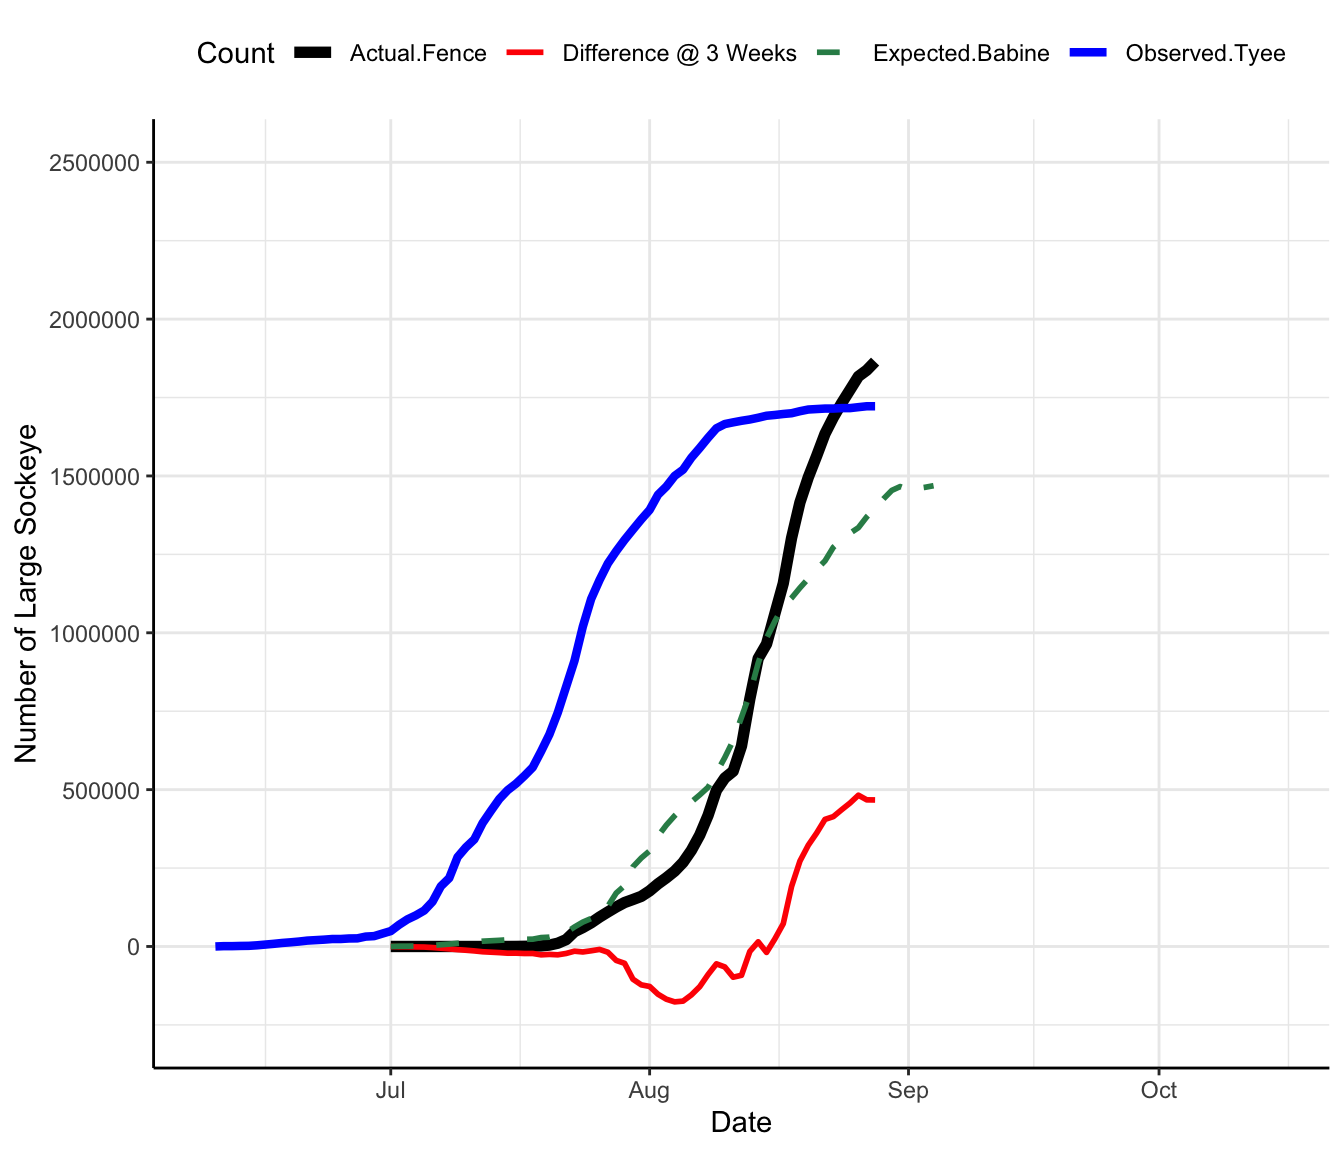 Count Actual.Fence Difference @ 3 Weeks Expected.Babine Observed.Tyee
2500000
2000000
1500000
1000000
500000
0
Number of Large Sockeye
Jul Aug Sep Oct
Date